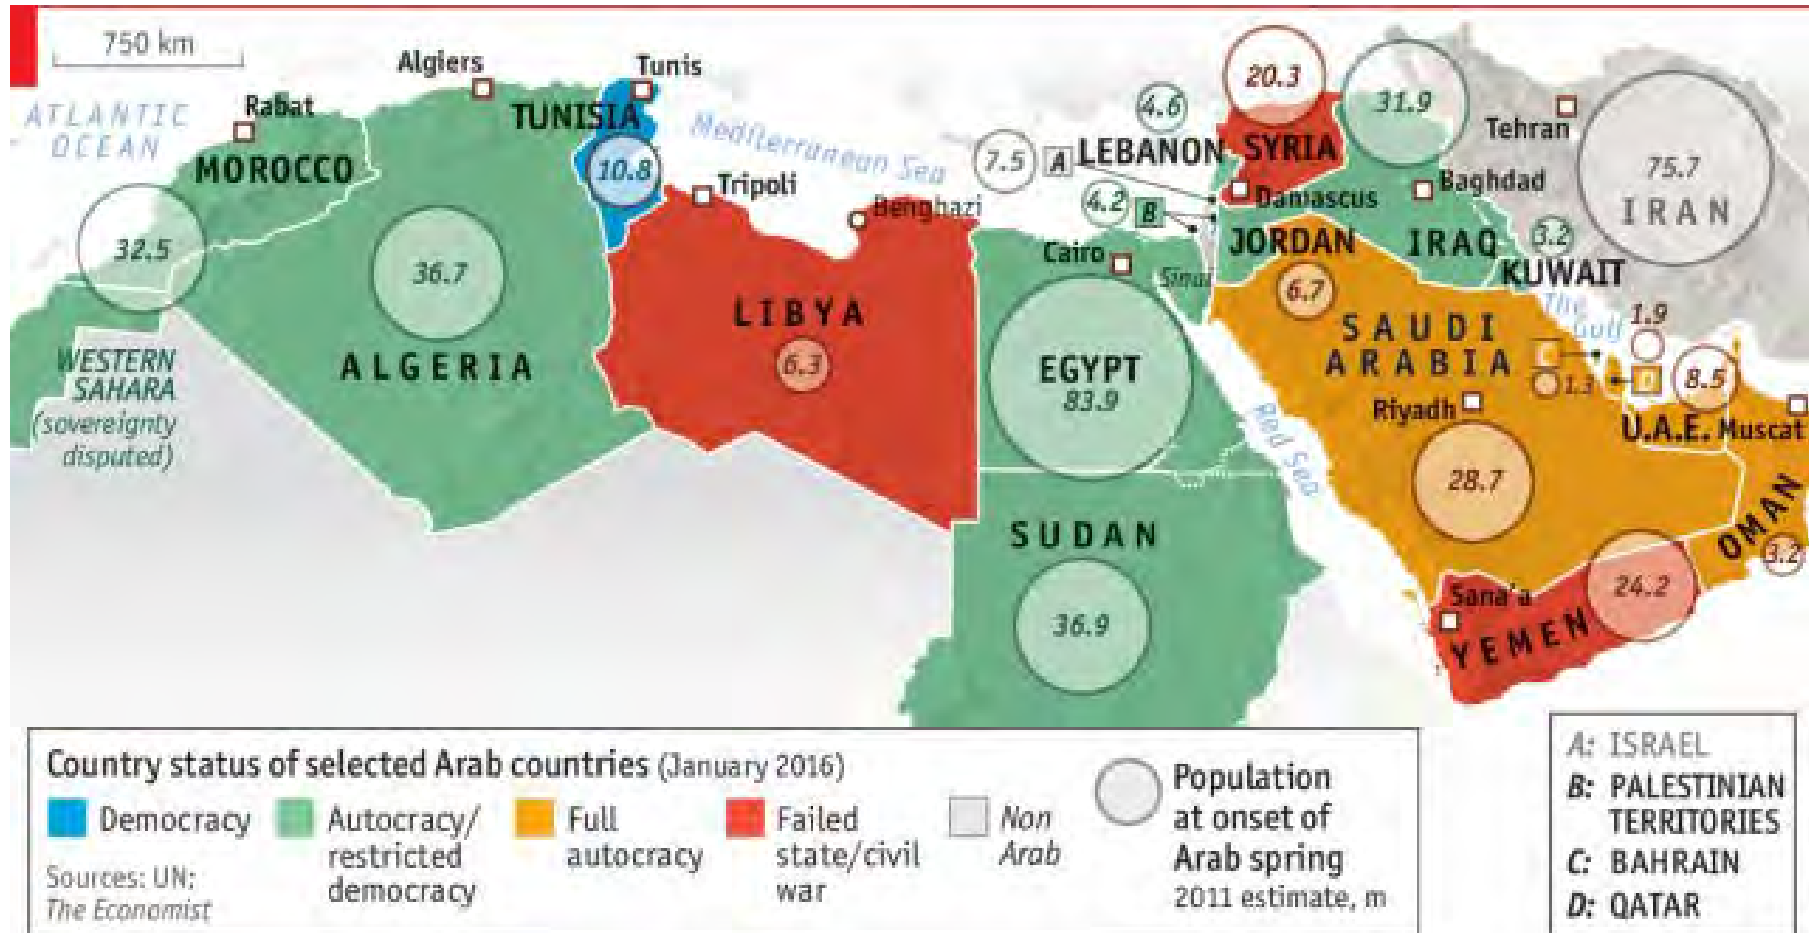 750 km
Algiers
Tunis
Rabat
ATLANTIC
OCEAN
TUNISIA
MOROCCO
Mediterranean Sea
10.8
Tripoli
Benghazi
32.5
36.7
LIBYA
6.3
ALGERIA
WESTERN
SAHARA
(sovereignty
disputed)
20.3
31.9
4.6
Tehran
7.5
A
LEBANON
SYRIA
75.7
IRAN
4.2
B
Damascus
Baghdad
JORDAN
IRAQ
3.2
KUWAIT
Cairo
Sinai
6.7
The
Gulf
1.9
SAUDI
ARABIA
C
1.3
D
8.5
EGYPT
83.9
Riyadh
U.A.E.
Muscat
Red Sea
28.7
OMAN
3.2
SUDAN
36.9
Sana'a
24.2
YEMEN
Country status of selected Arab countries (January 2016)
Democracy
Autocracy/
restricted
democracy
Full
autocracy
Failed
state/civil
war
Non
Arab
Population
at onset of
Arab spring
2011 estimate, m
Sources: UN;
The Economist
A: ISRAEL
B: PALESTINIAN
TERRITORIES
C: BAHRAIN
D: QATAR